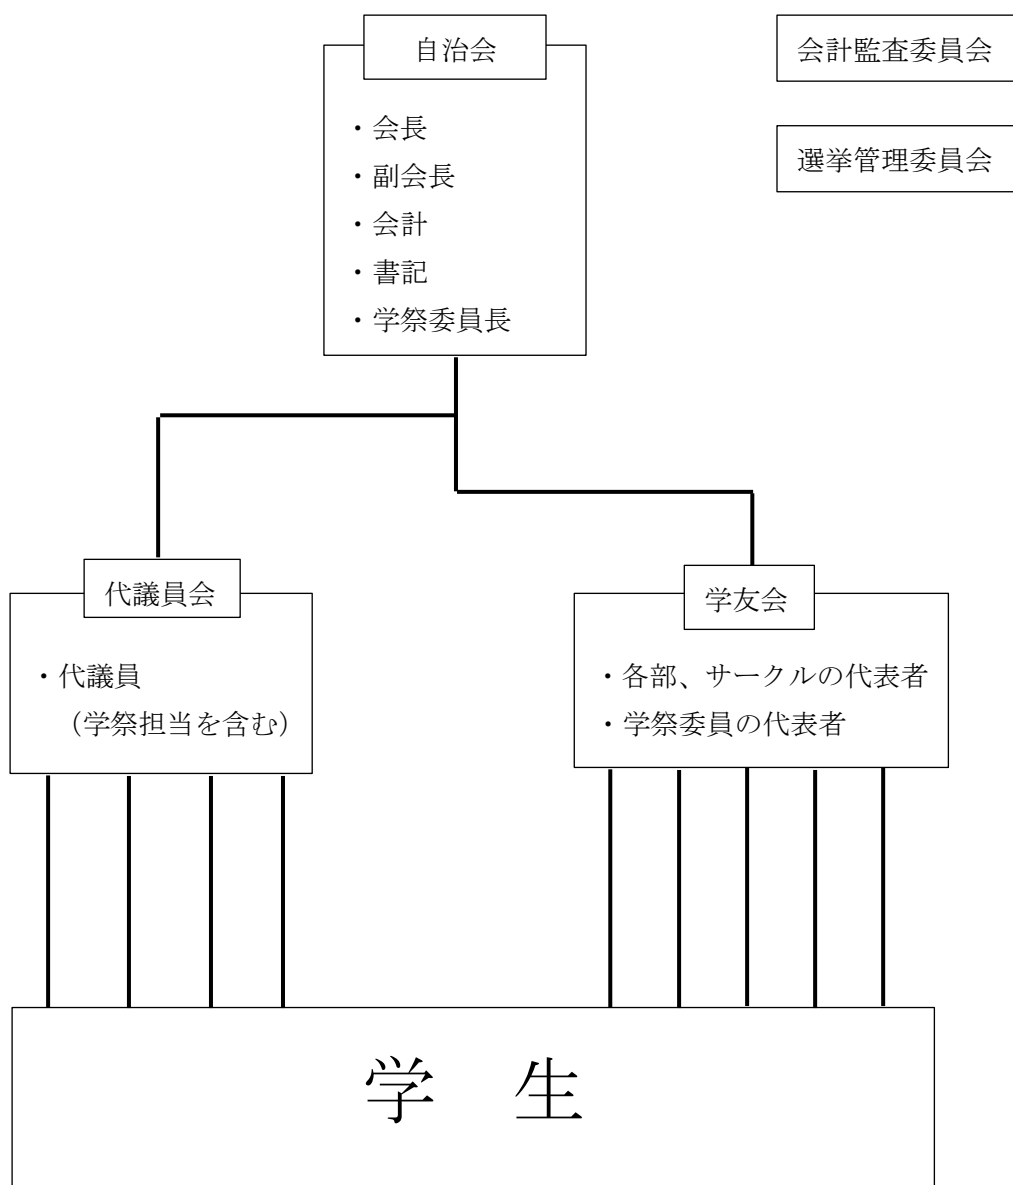 自治会
・会長
・副会長
・会計
・書記
・学祭委員長
会計監査委員会
選挙管理委員会
代議員会
・代議員
（学祭担当を含む）
学友会
・各部、サークルの代表者
・学祭委員の代表者
学　生